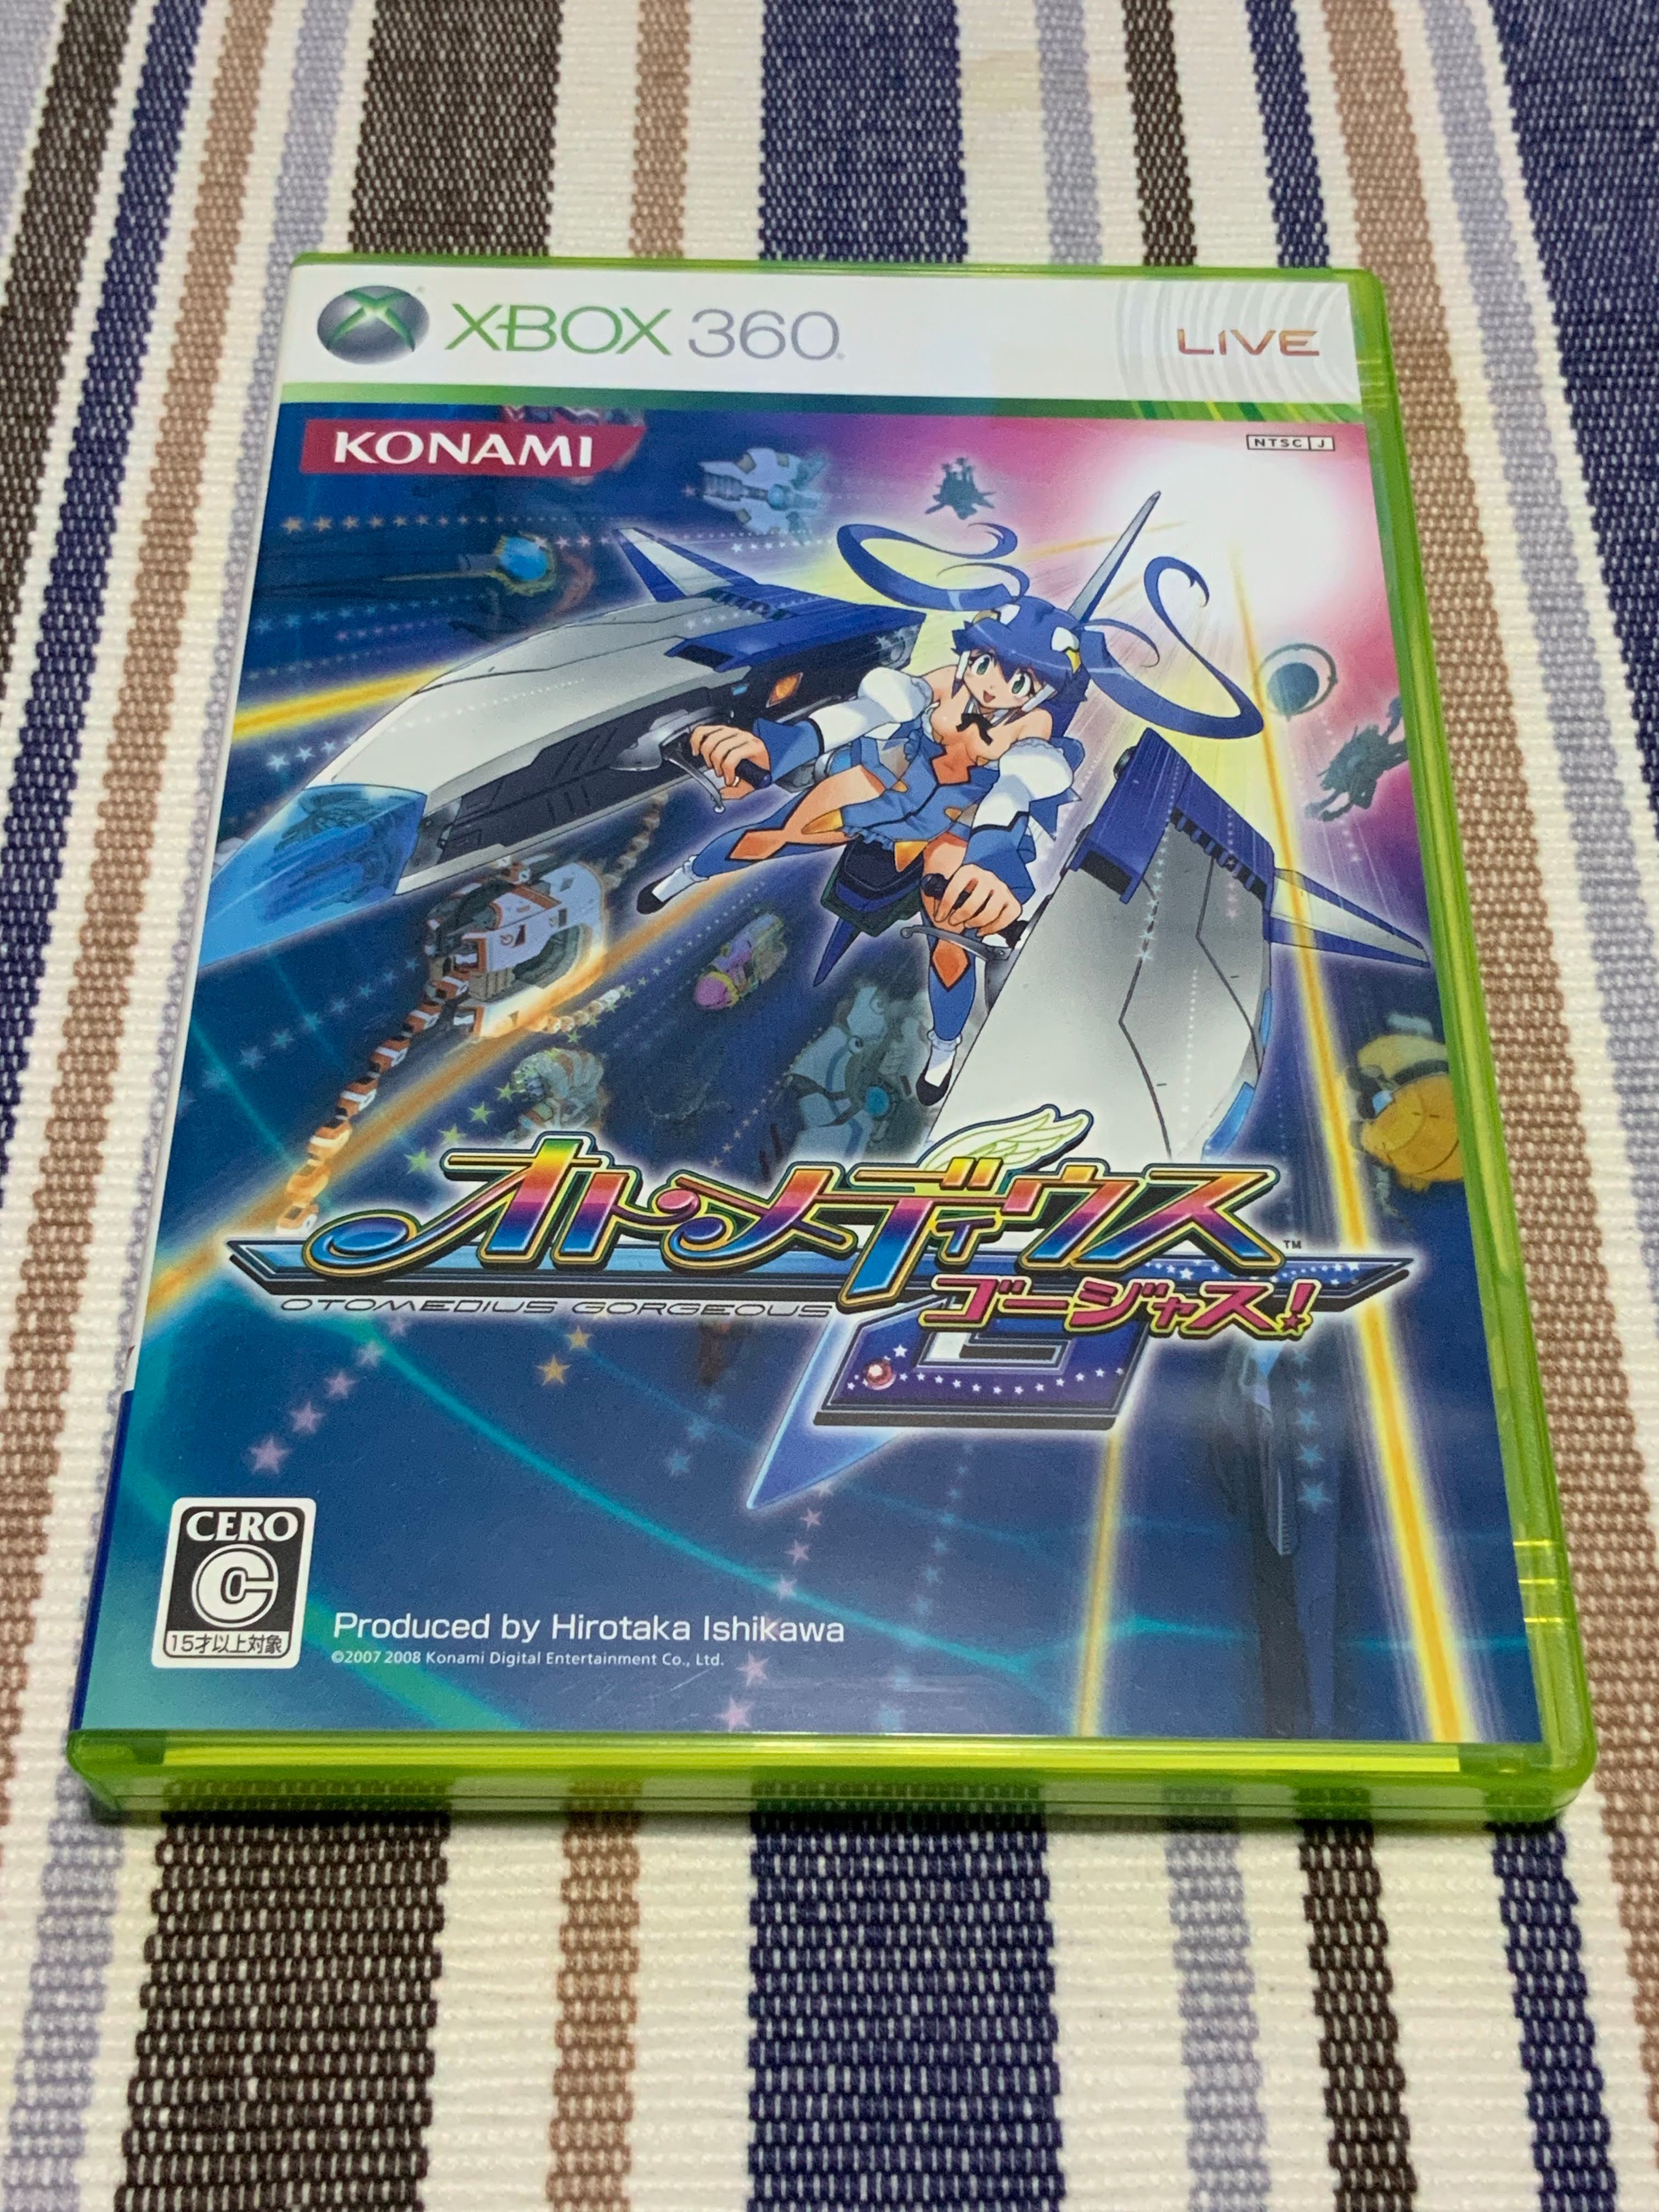 XBOX 360
LIVE
KONAMI
NTSC J
オトメディウス
TM
OTOMEDIUS GORGEOUS
ゴージャス!
G
CERO
C
15才以上対象
Produced by Hirotaka Ishikawa
©2007 2008 Konami Digital Entertainment Co., Ltd.